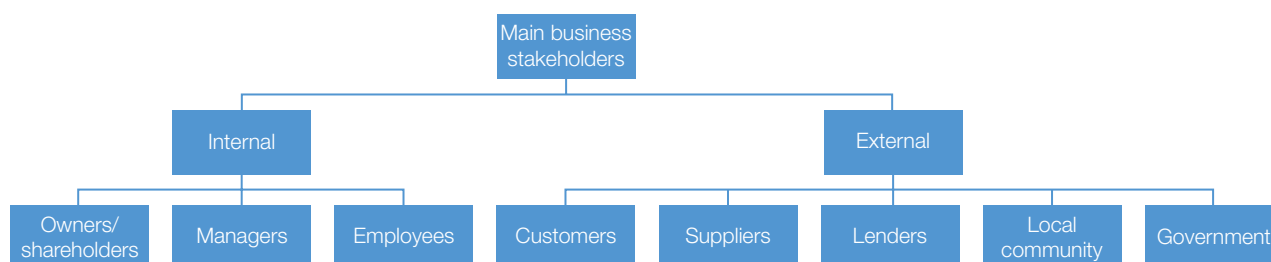 Main business
stakeholders
Internal
External
Owners/
shareholders
Managers
Employees
Customers
Suppliers
Lenders
Local
community
Government